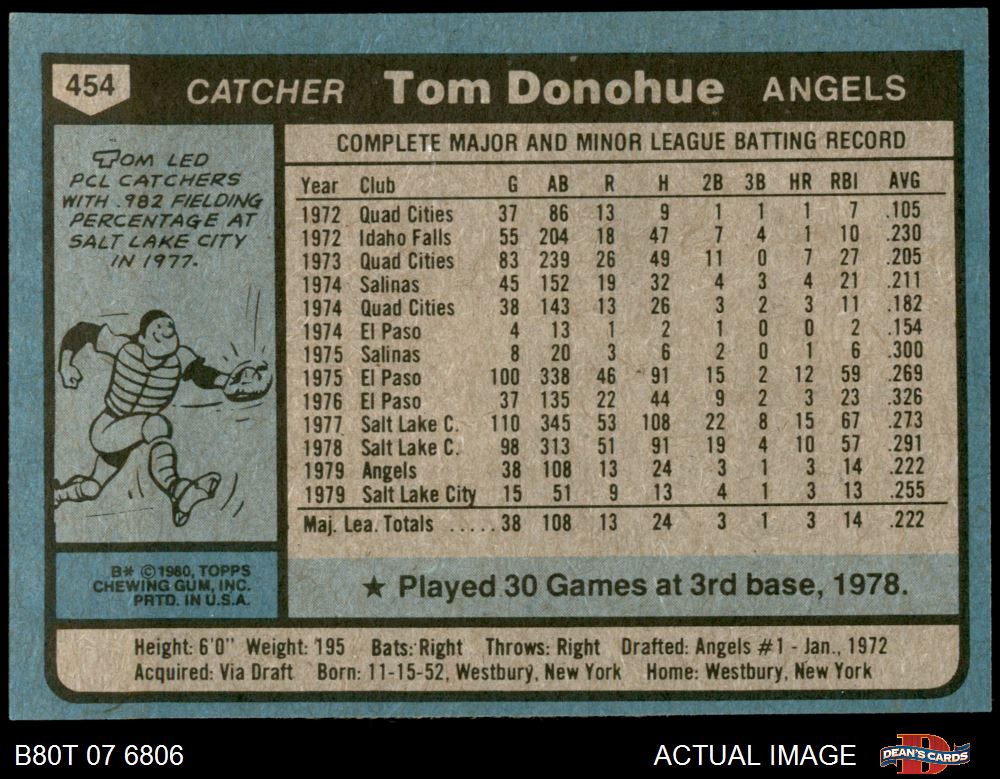 454 CATCHER Tom Donohue ANGELS
TOM LED
PCL CATCHERS
WITH .982 FIELDING
PERCENTAGE AT
SALT LAKE CITY
IN 1977.
COMPLETE MAJOR AND MINOR LEAGUE BATTING RECORD
Year Club G AB R H 2B 3B HR RBI AVG
1972 Quad Cities 37 86 13 9 1 1 1 7 .105
1972 Idaho Falls 55 204 18 47 7 4 1 10 .230
1973 Quad Cities 83 239 26 49 11 0 7 27 .205
1974 Salinas 45 152 19 32 4 3 4 21 .211
1974 Quad Cities 38 143 13 26 3 2 3 11 .182
1974 El Paso 4 13 1 2 1 0 0 2 .154
1975 Salinas 8 20 3 6 2 0 1 6 .300
1975 El Paso 100 338 46 91 15 2 12 59 .269
1976 El Paso 37 135 22 44 9 2 3 23 .326
1977 Salt Lake C. 110 345 53 108 22 8 15 67 .273
1978 Salt Lake C. 98 313 51 91 19 4 10 57 .291
1979 Angels 38 108 13 24 3 1 3 14 .222
1979 Salt Lake City 15 51 9 13 4 1 3 13 .255
Maj. Lea. Totals .....38 108 13 24 3 1 3 14 .222
B* ©1980, TOPPS
CHEWING GUM, INC.
PRTD. IN U.S.A.
★ Played 30 Games at 3rd base, 1978.
Height: 6'0" Weight: 195 Bats: Right Throws: Right Drafted: Angels #1 - Jan., 1972
Acquired: Via Draft Born: 11-15-52, Westbury, New York Home: Westbury, New York
B80T 07 6806 ACTUAL IMAGE DEAN'S CARDS